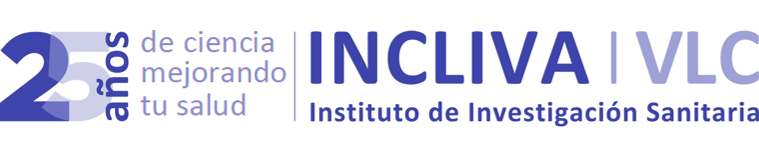 25 años
de ciencia
mejorando
tu salud
INCLIVA | VLC
Instituto de Investigación Sanitaria